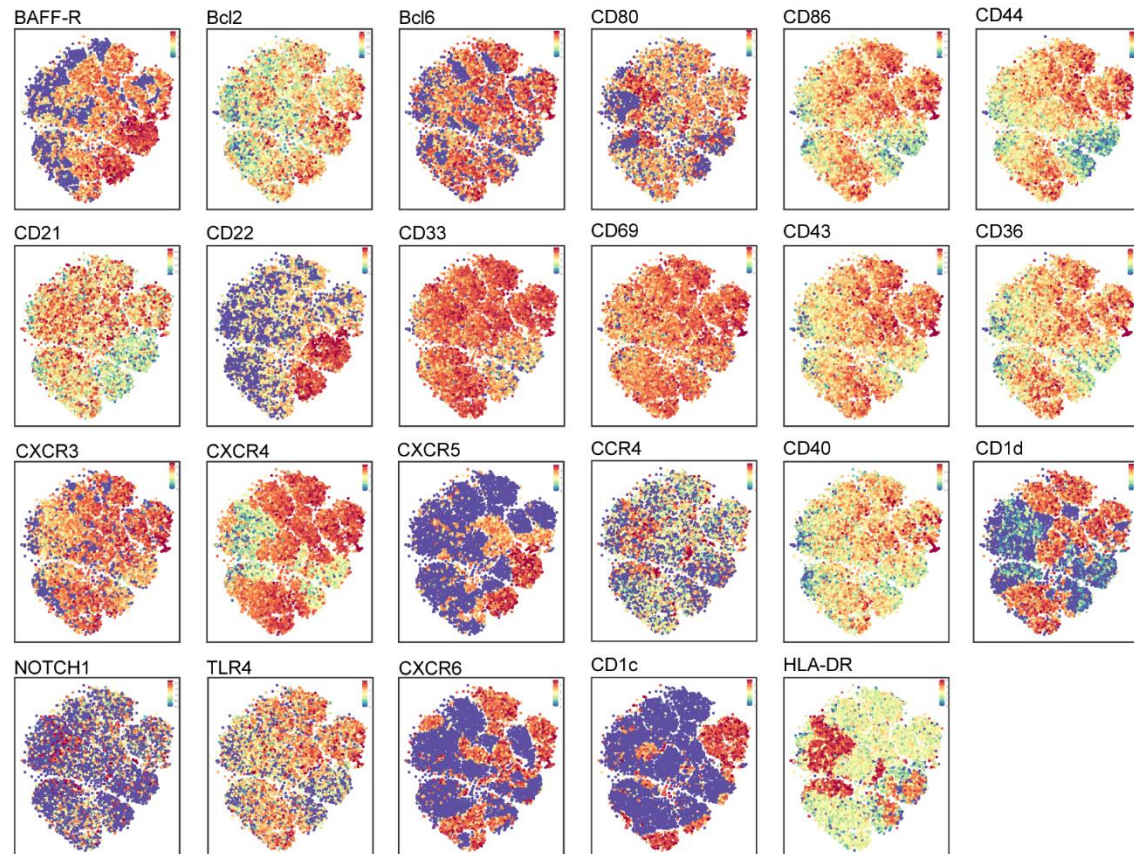 BAFF-R Bcl2 Bcl6 CD80 CD86 CD44
CD21 CD22 CD33 CD69 CD43 CD36
CXCR3 CXCR4 CXCR5 CCR4 CD40 CD1d
NOTCH1 TLR4 CXCR6 CD1c HLA-DR